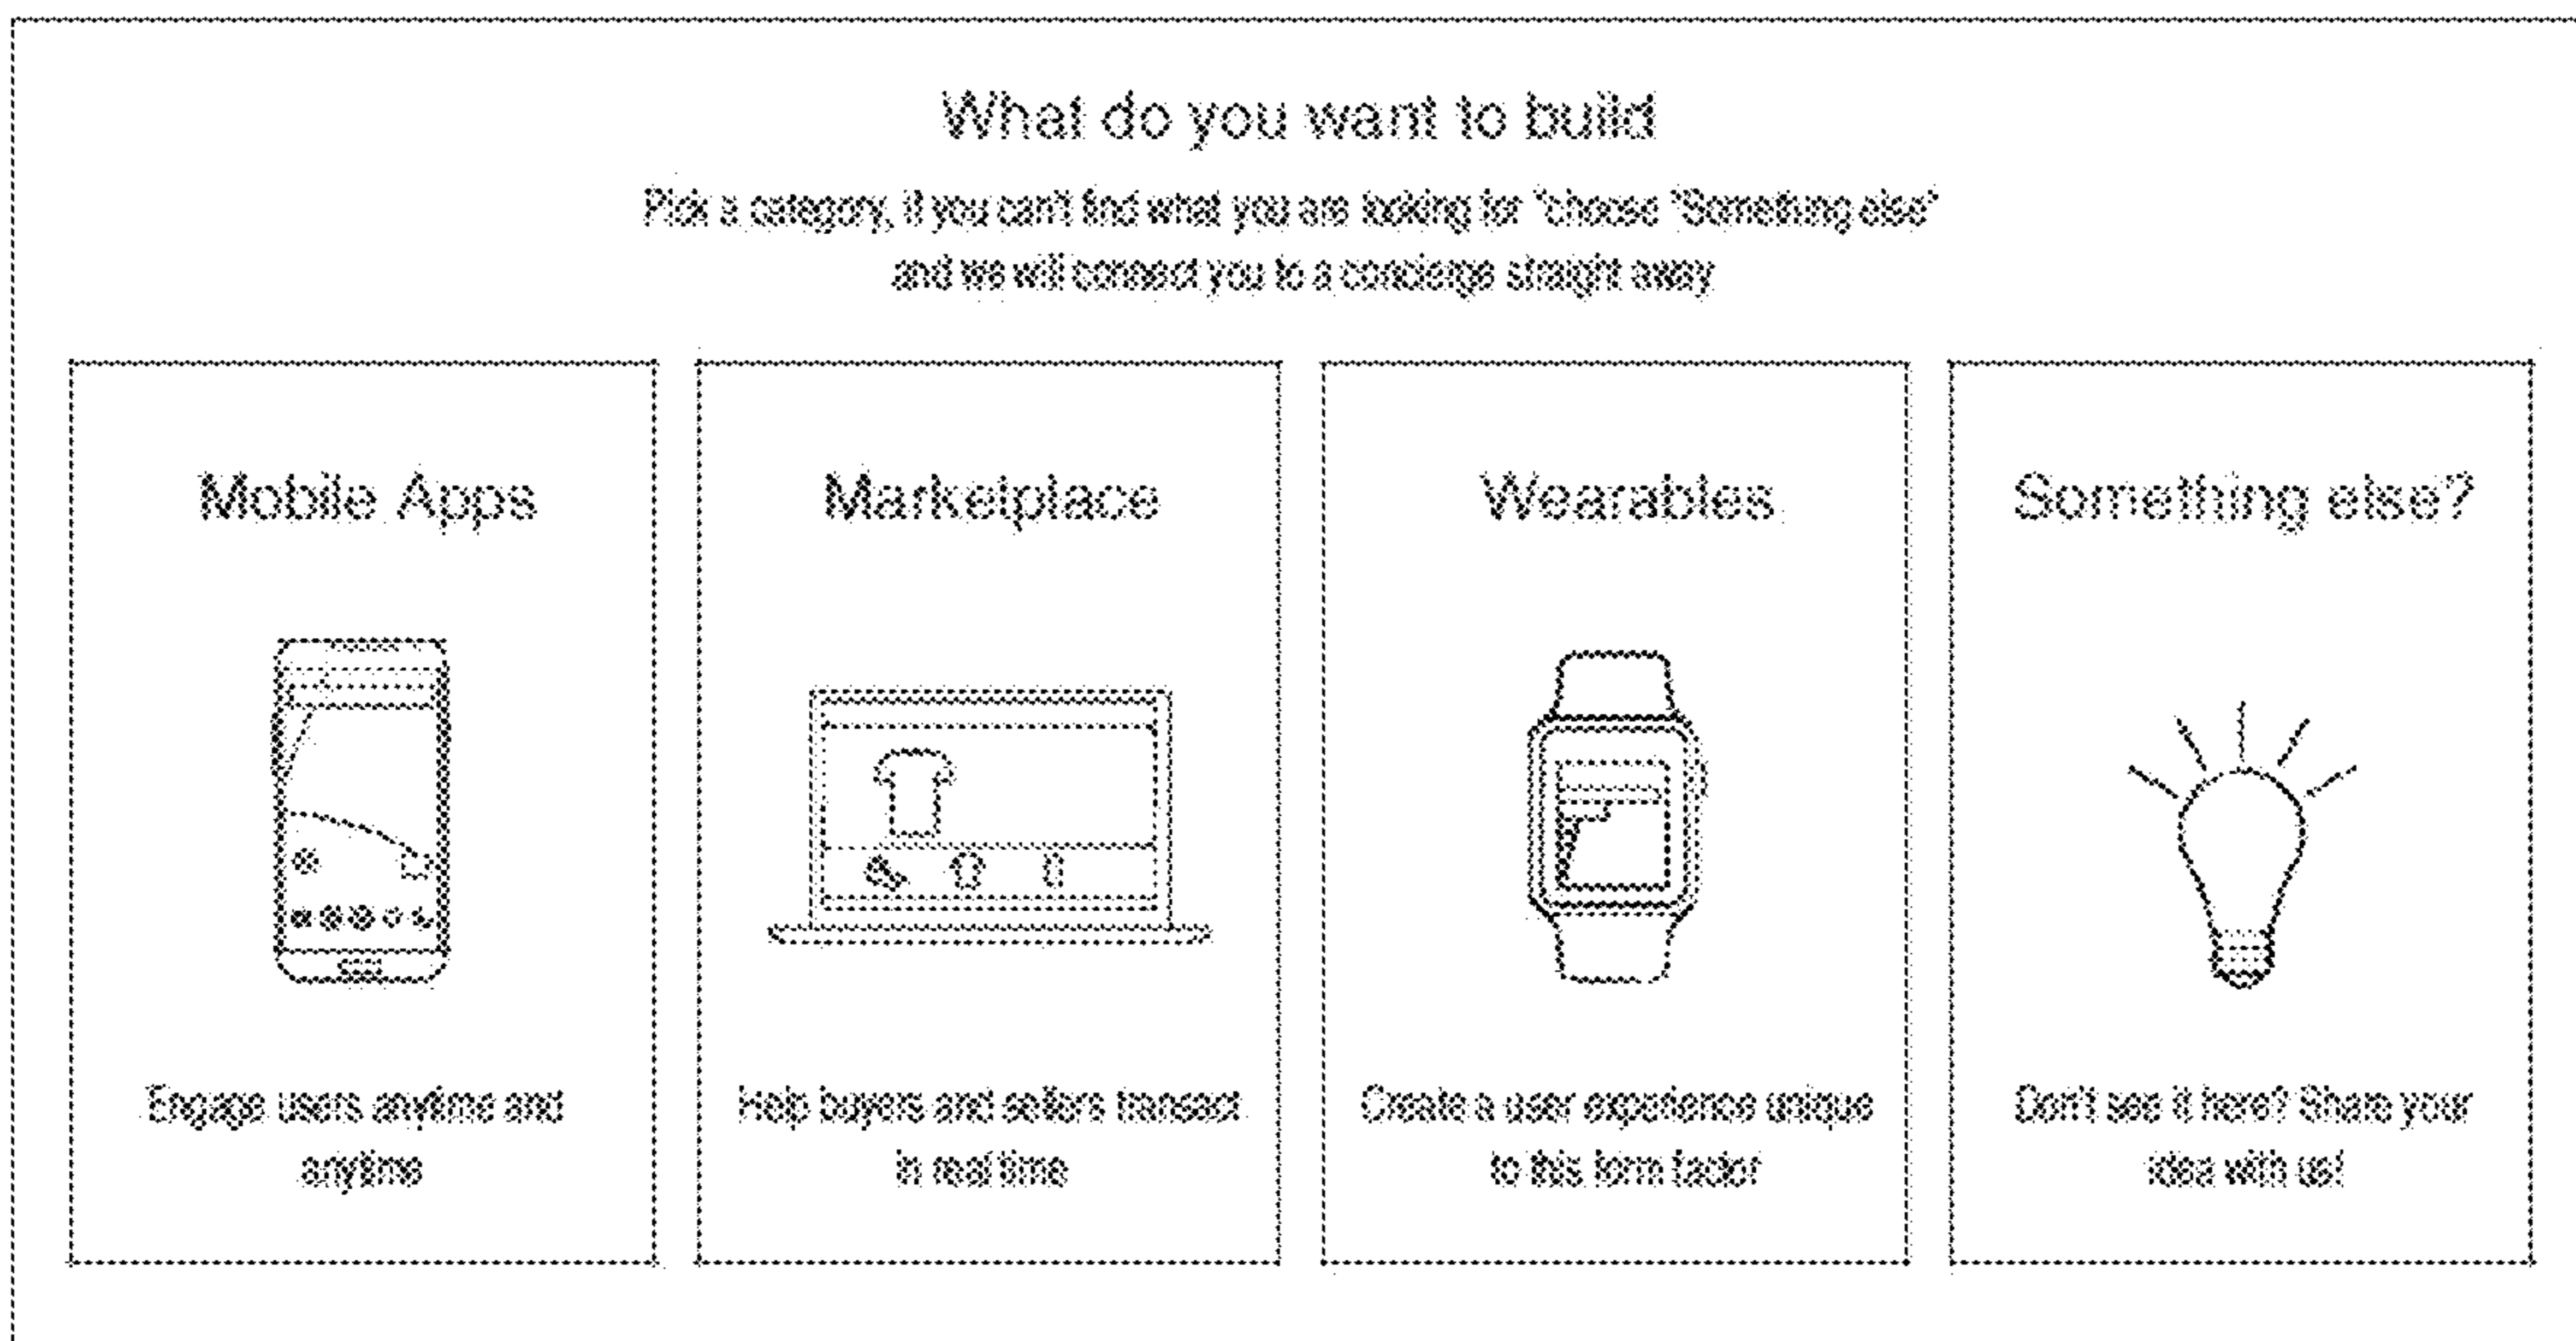 What do you want to build
Pick a category, if you can't find what you are looking for "choose "Something else"
and we will connect you to a concierge straight away
Mobile Apps
Marketplace
Wearables
Something else?
Engage users anytime and
anytime
Help buyers and sellers transact
in real time
Create a user experience unique
to this form factor
Don't see it here? Share your
idea with us!